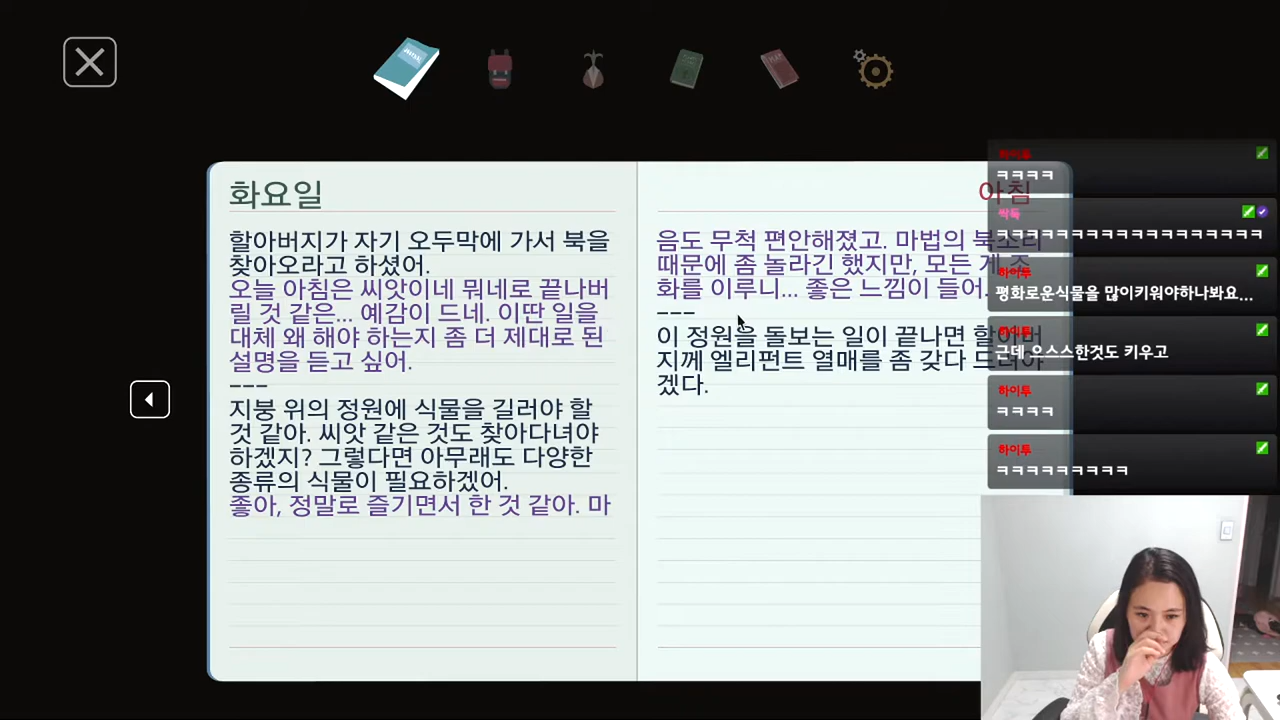 화요일
할아버지가 자기 오두막에 가서 북을
찾아오라고 하셨어.
오늘 아침은 씨앗이네 뭐네로 끝나버
릴 것 같은... 예감이 드네. 이딴 일을
대체 왜 해야 하는지 좀 더 제대로 된
설명을 듣고 싶어.
---
지붕 위의 정원에 식물을 길러야 할
것 같아. 씨앗 같은 것도 찾아다녀야
하겠지? 그렇다면 아무래도 다양한
종류의 식물이 필요하겠어.
좋아, 정말로 즐기면서 한 것 같아. 마
아침
음도 무척 편안해졌고. 마법의 북소리
때문에 좀 놀라긴 했지만, 모든 게 조
화를 이루니... 좋은 느낌이 들어.
---
이 정원을 돌보는 일이 끝나면 할아버
지께 엘리펀트 열매를 좀 갖다 드려야
겠다.
하이투
ㅋㅋㅋㅋ
싹둑
ㅋㅋㅋㅋㅋㅋㅋㅋㅋㅋㅋㅋㅋㅋㅋㅋㅋㅋ
하이투
평화로운식물을 많이키워야하나봐요...
하이투
근데 으스스한것도 키우고
하이투
ㅋㅋㅋㅋ
하이투
ㅋㅋㅋㅋㅋㅋㅋㅋㅋ